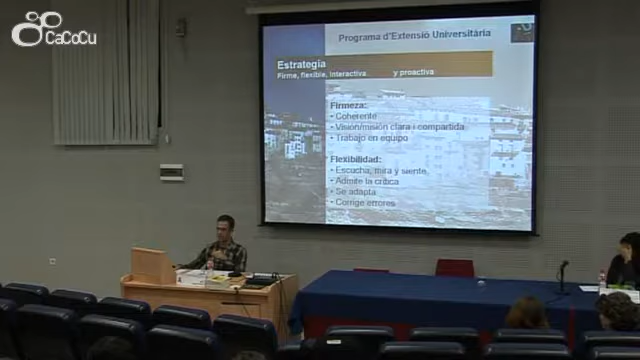 CaCoCu
Programa d'Extensió Universitària
Estrategia
Firme, flexible, interactiva y proactiva
Firmeza:
• Coherente
• Visión/misión clara i compartida
• Trabajo en equipo
Flexibilidad:
• Escucha, mira y siente
• Admite la crítica
• Se adapta
• Corrige errores